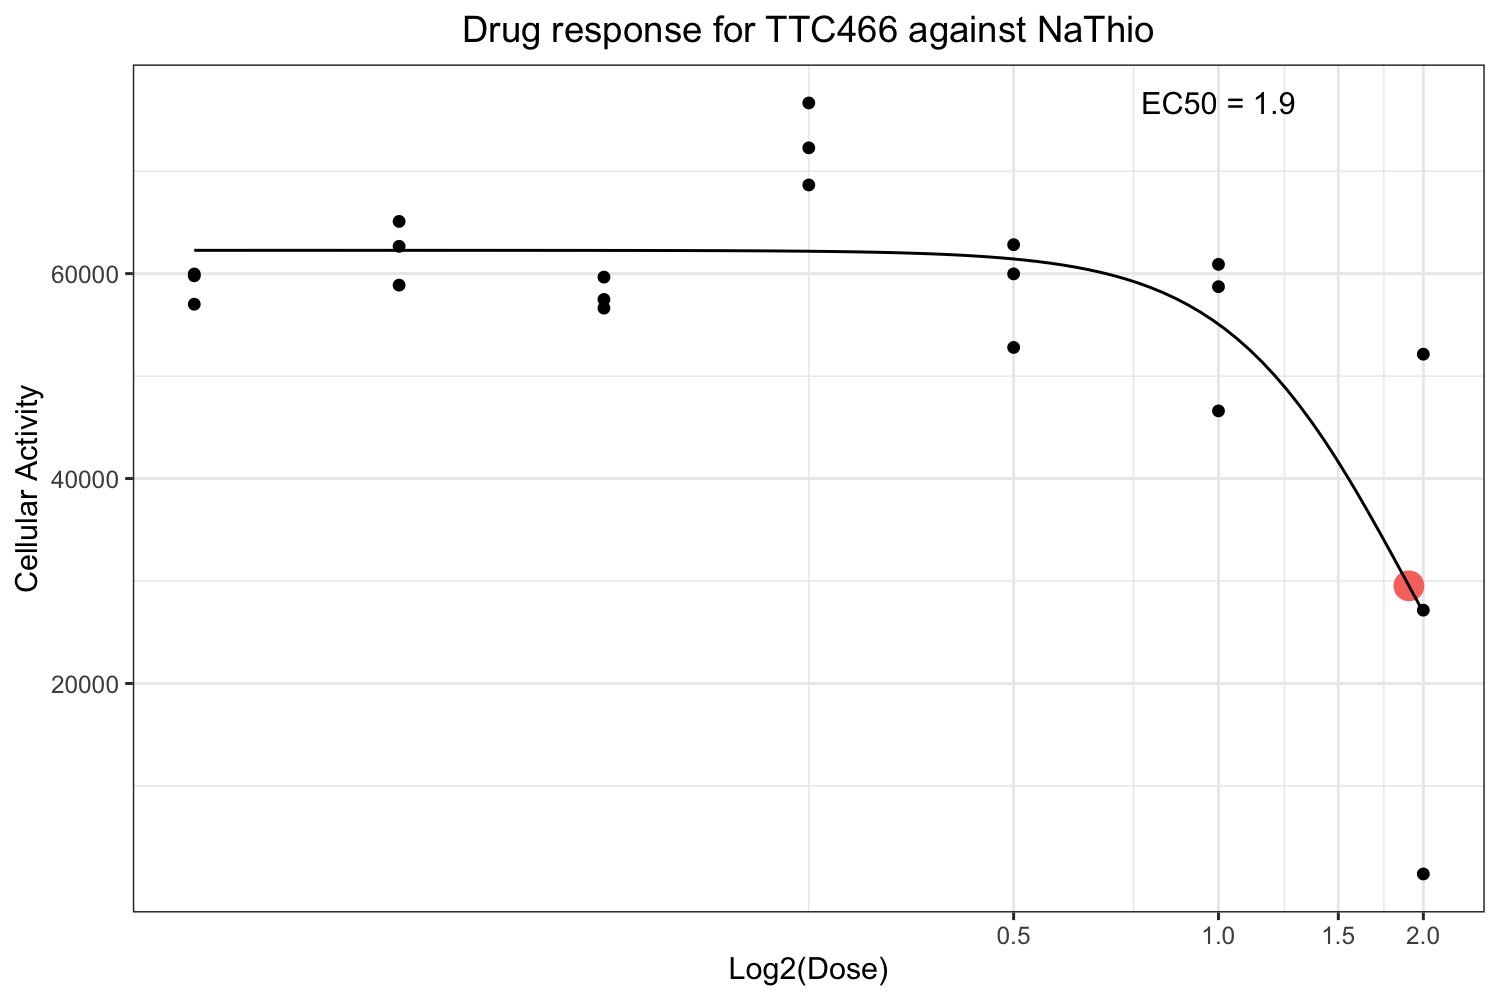 Drug response for TTC466 against NaThio
EC50 = 1.9
Cellular Activity
60000
40000
20000
0.5 1.0 1.5 2.0
Log2(Dose)